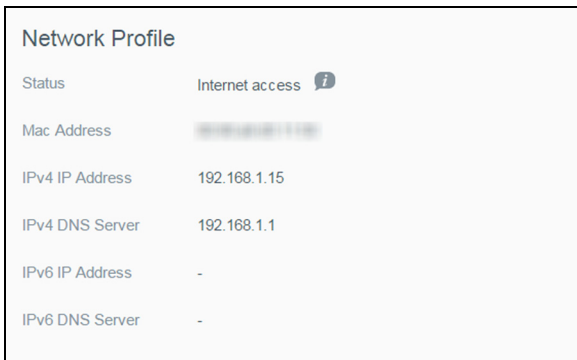 Network Profile
Status Internet access
Mac Address
IPv4 IP Address 192.168.1.15
IPv4 DNS Server 192.168.1.1
IPv6 IP Address -
IPv6 DNS Server -